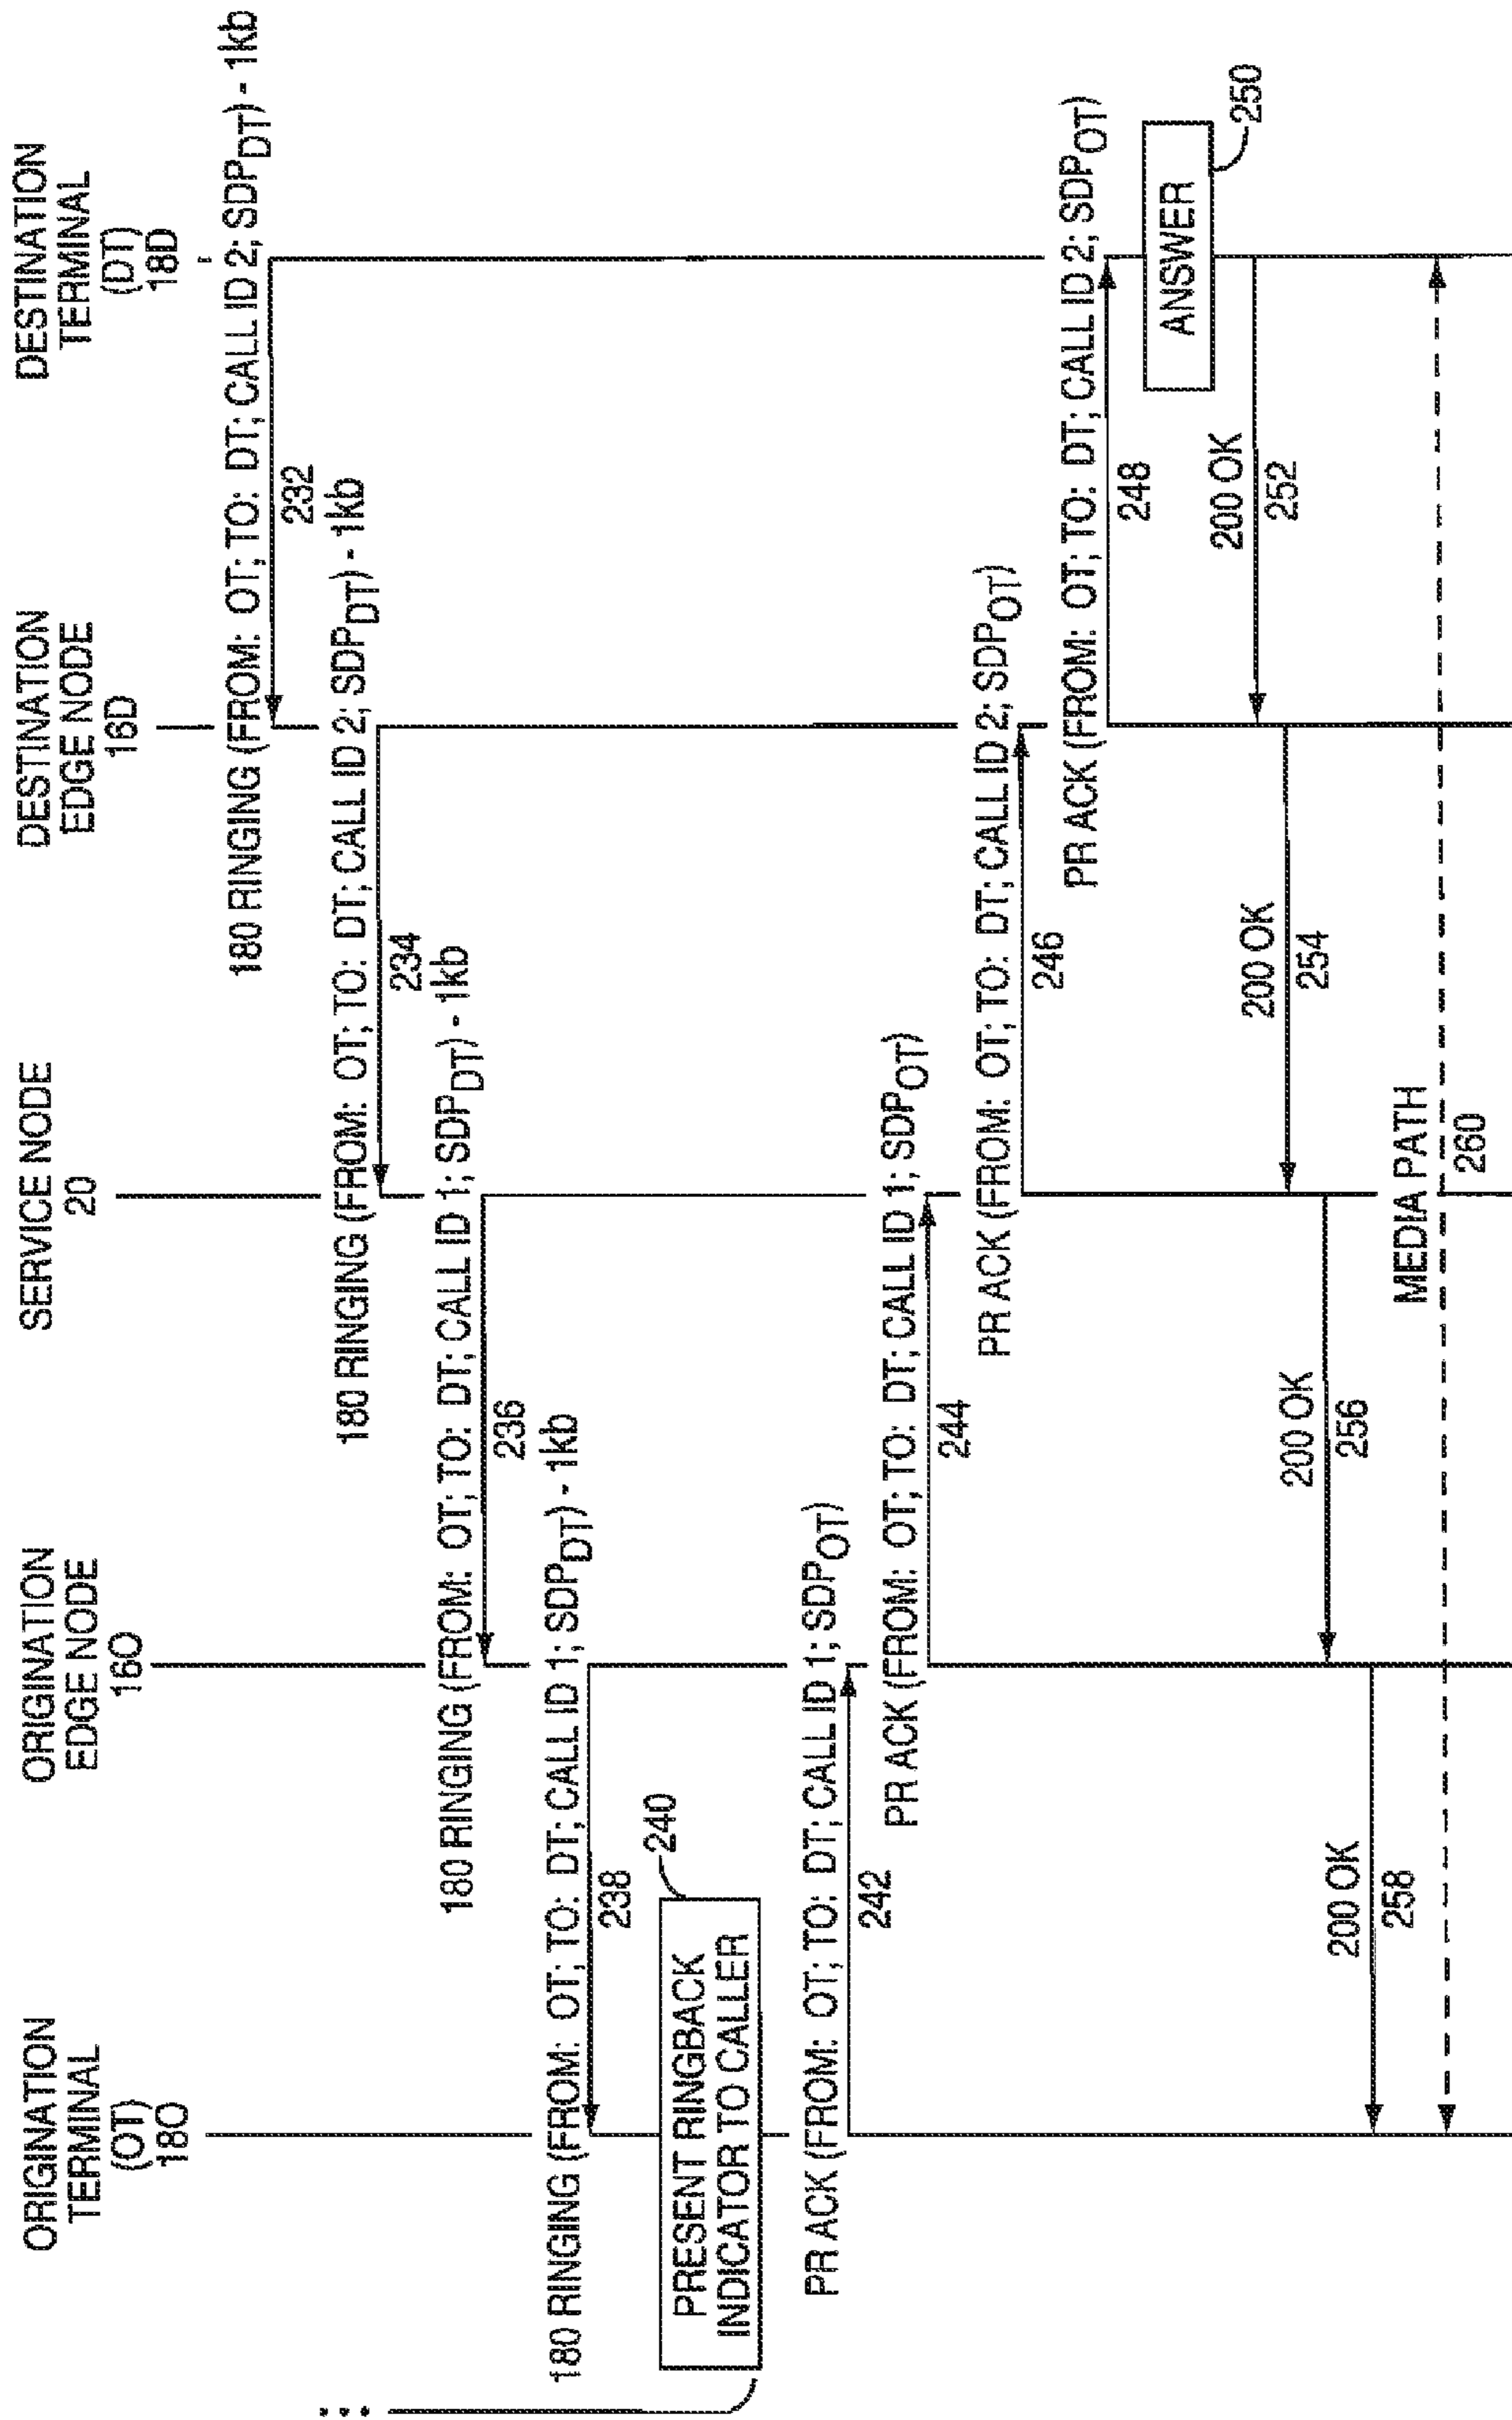 ORIGINATION
TERMINAL
(OT)
18O
ORIGINATION
EDGE NODE
16O
SERVICE NODE
20
DESTINATION
EDGE NODE
16D
DESTINATION
TERMINAL
(DT)
18D
180 RINGING (FROM: OT; TO: DT; CALL ID 2; SDPDT) - 1kb
232
180 RINGING (FROM: OT; TO: DT; CALL ID 2; SDPDT) - 1kb
234
180 RINGING (FROM: OT; TO: DT; CALL ID 1; SDPDT) - 1kb
236
180 RINGING (FROM: OT; TO: DT; CALL ID 1; SDPDT) - 1kb
238
240
PRESENT RINGBACK
INDICATOR TO CALLER
PR ACK (FROM: OT; TO: DT; CALL ID 1; SDPOT)
242
PR ACK (FROM: OT; TO: DT; CALL ID 1; SDPOT)
244
PR ACK (FROM: OT; TO: DT; CALL ID 2; SDPOT)
246
PR ACK (FROM: OT; TO: DT; CALL ID 2; SDPOT)
248
ANSWER
250
200 OK
252
200 OK
254
200 OK
256
200 OK
258
MEDIA PATH
260